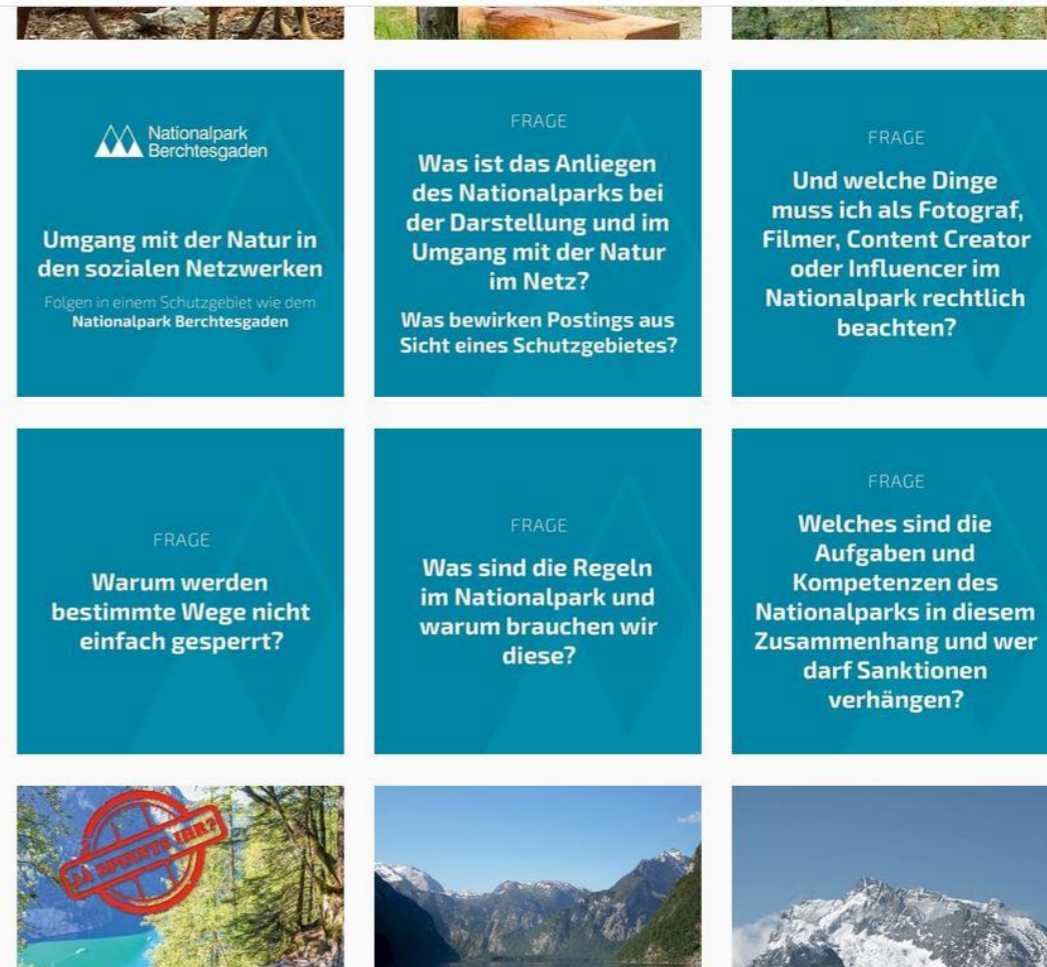 Nationalpark
Berchtesgaden
Umgang mit der Natur in
den sozialen Netzwerken
Folgen in einem Schutzgebiet wie dem
Nationalpark Berchtesgaden
FRAGE
Was ist das Anliegen
des Nationalparks bei
der Darstellung und im
Umgang mit der Natur
im Netz?
Was bewirken Postings aus
Sicht eines Schutzgebietes?
FRAGE
Und welche Dinge
muss ich als Fotograf,
Filmer, Content Creator
oder Influencer im
Nationalpark rechtlich
beachten?
FRAGE
Warum werden
bestimmte Wege nicht
einfach gesperrt?
FRAGE
Was sind die Regeln
im Nationalpark und
warum brauchen wir
diese?
FRAGE
Welches sind die
Aufgaben und
Kompetenzen des
Nationalparks in diesem
Zusammenhang und wer
darf Sanktionen
verhängen?
IHR?